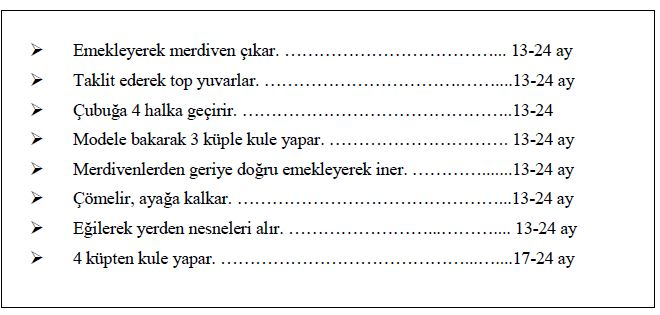 ➢ Emekleyerek merdiven çıkar. ………………………………... 13-24 ay
➢ Taklit ederek top yuvarlar. …………………………….…....13-24 ay
➢ Çubuğa 4 halka geçirir. ………………………………………..13-24
➢ Modele bakarak 3 küple kule yapar. …………………………. 13-24 ay
➢ Merdivenlerden geriye doğru emekleyerek iner. ………….......13-24 ay
➢ Çömelir, ayağa kalkar. …………………………………………...13-24 ay
➢ Eğilerek yerden nesneleri alır. ……………………...………….... 13-24 ay
➢ 4 küpten kule yapar. ……………………………………...…....17-24 ay